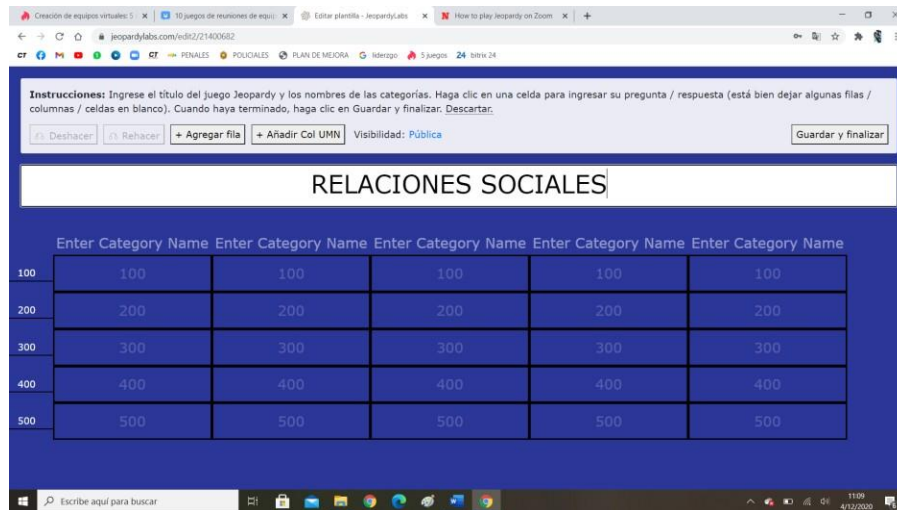 Creación de equipos virtuales: 5
10 juegos de reuniones de equip
Editar plantilla - JeopardyLabs
How to play Jeopardy on Zoom
jeopardylabs.com/edit2/21400682
PENALES
POLICIALES
PLAN DE MEJORA
liderzgo
5 juegos
24 bitrix 24
Instrucciones: Ingrese el título del juego Jeopardy y los nombres de las categorías. Haga clic en una celda para ingresar su pregunta / respuesta (está bien dejar algunas filas /
columnas / celdas en blanco). Cuando haya terminado, haga clic en Guardar y finalizar. Descartar.
Deshacer Rehacer + Agregar fila + Añadir Col UMN Visibilidad: Pública Guardar y finalizar
RELACIONES SOCIALES
Enter Category Name Enter Category Name Enter Category Name Enter Category Name Enter Category Name
100 100 100 100 100 100
200 200 200 200 200 200
300 300 300 300 300 300
400 400 400 400 400 400
500 500 500 500 500 500
Escribe aquí para buscar
11:09
4/12/2020